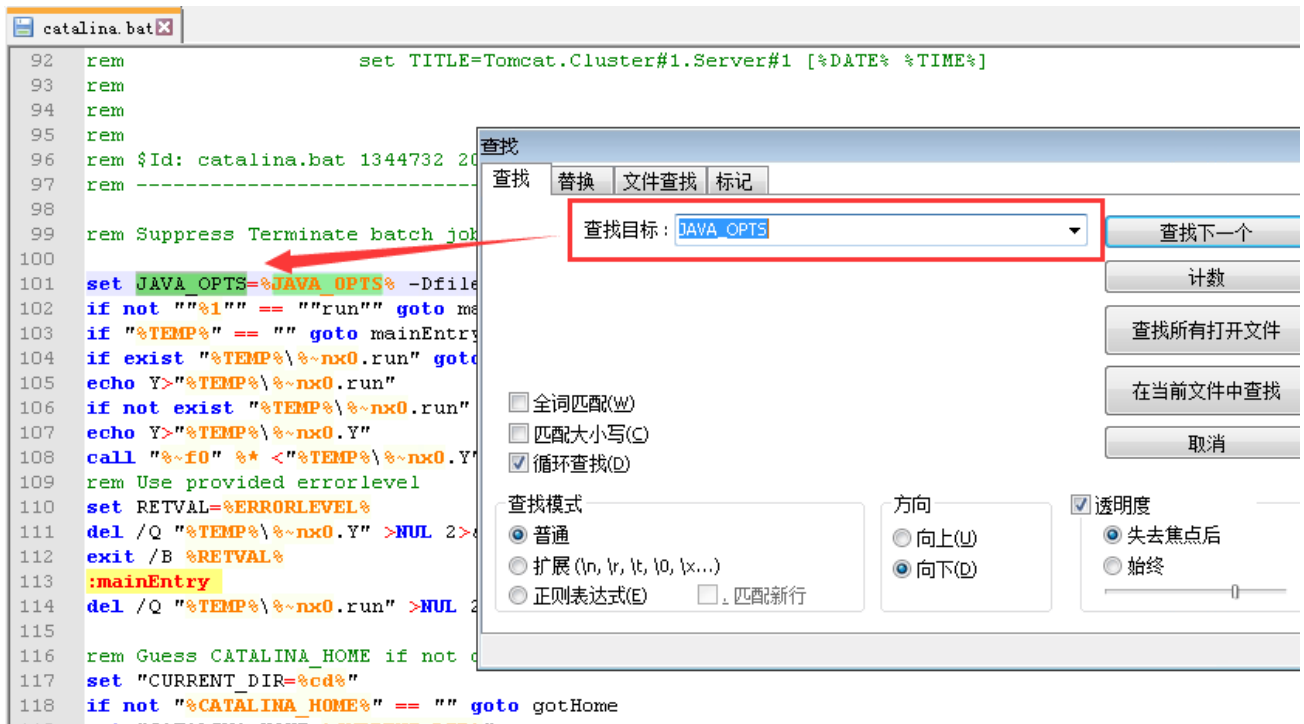 catalina.bat
92 rem set TITLE=Tomcat.Cluster#1.Server#1 [%DATE% %TIME%]
93 rem
94 rem
95 rem
96 rem $Id: catalina.bat 1344732 20
97 rem ----------------------------
98
99 rem Suppress Terminate batch job
100
101 set JAVA_OPTS=%JAVA_OPTS% -Dfile
102 if not ""%1"" == ""run"" goto ma
103 if "%TEMP%" == "" goto mainEntry
104 if exist "%TEMP%\%~nx0.run" goto
105 echo Y>"%TEMP%\%~nx0.run"
106 if not exist "%TEMP%\%~nx0.run"
107 echo Y>"%TEMP%\%~nx0.Y"
108 call "%~f0" %* <"%TEMP%\%~nx0.Y"
109 rem Use provided errorlevel
110 set RETVAL=%ERRORLEVEL%
111 del /Q "%TEMP%\%~nx0.Y" >NUL 2>&
112 exit /B %RETVAL%
113 :mainEntry
114 del /Q "%TEMP%\%~nx0.run" >NUL 2
115
116 rem Guess CATALINA_HOME if not d
117 set "CURRENT_DIR=%cd%"
118 if not "%CATALINA_HOME%" == "" goto gotHome
查找
查找 替换 文件查找 标记
查找目标: JAVA_OPTS
查找下一个
计数
查找所有打开文件
在当前文件中查找
取消
全词匹配(W)
匹配大小写(C)
循环查找(D)
查找模式
普通
扩展 (\n, \r, \t, \0, \x...)
正则表达式(E) . 匹配新行
方向
向上(U)
向下(D)
透明度
失去焦点后
始终